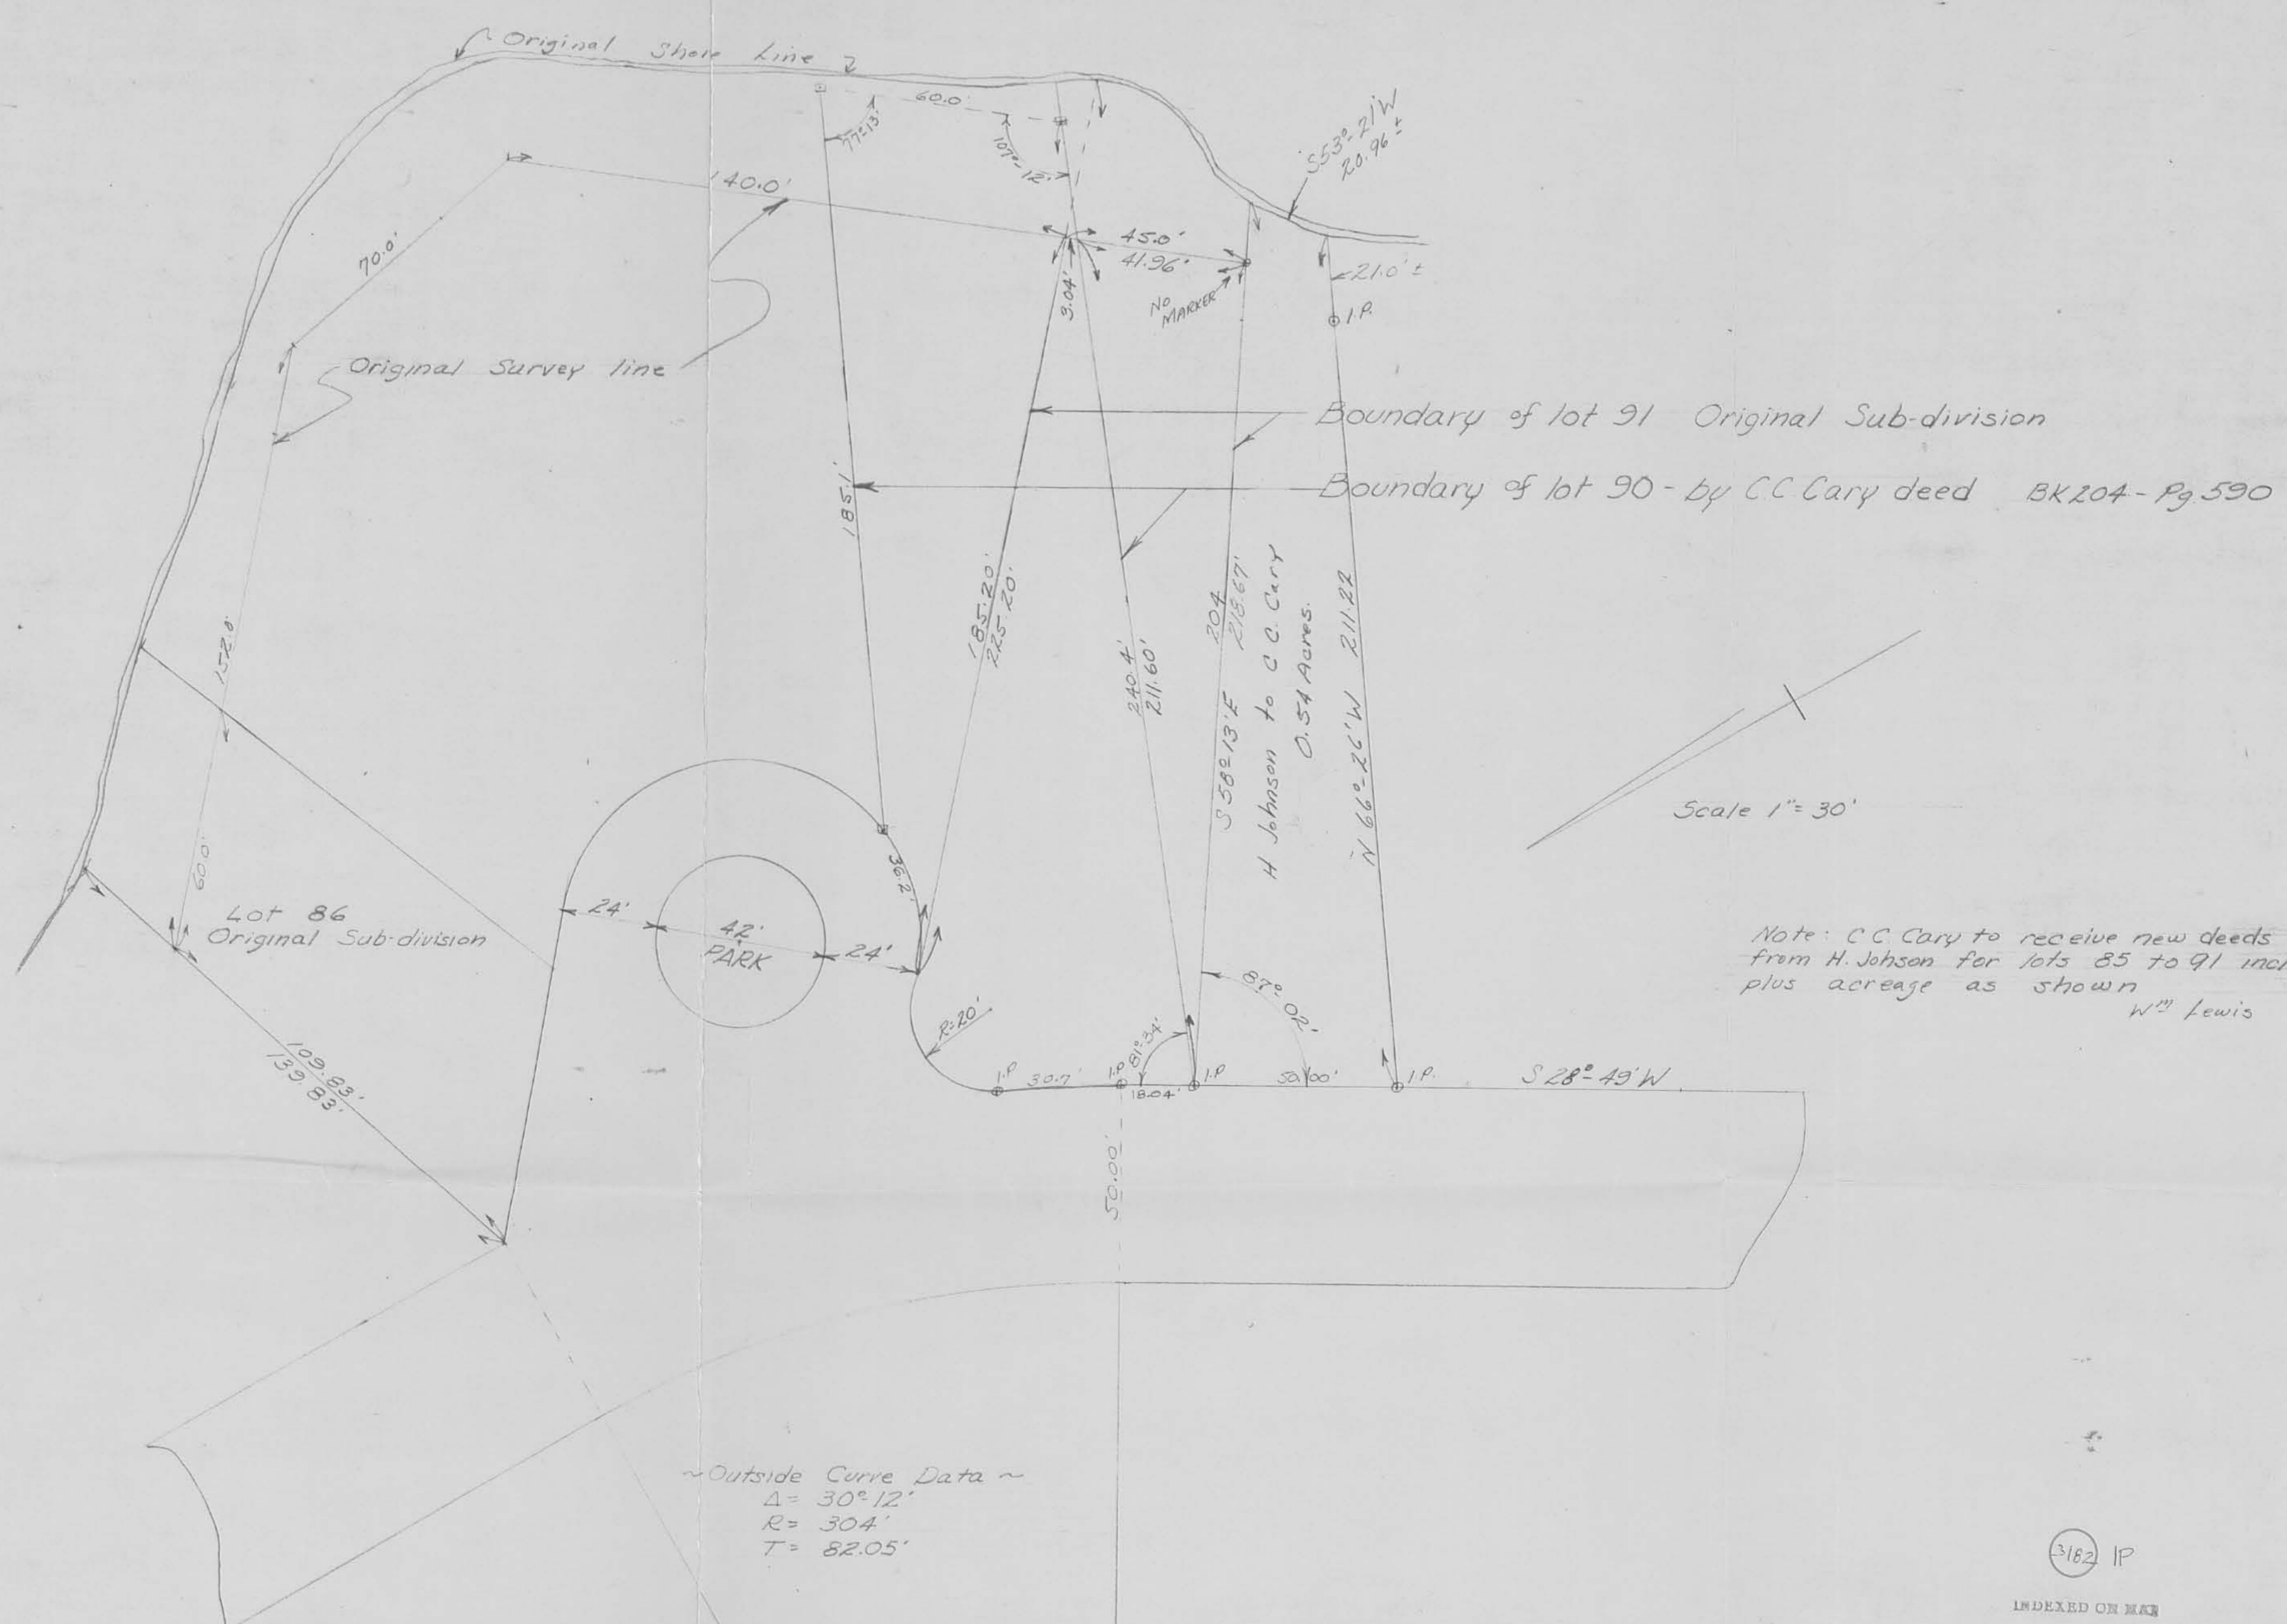 Original Shore Line
60.0'
77°-13'
107°-12'
S53°-21'W
20.96 ±
140.0'
70.0'
45.0'
41.96'
3.04'
NO
MARKER
21.0' ±
I.P.
Original Survey line
Boundary of lot 91 Original Sub-division
Boundary of lot 90 - by C C Cary deed BK 204 - Pg 590
185.1'
185.20'
225.20'
240.4'
211.60'
204
218.67'
S 58° 13' E
H Johnson to C C. Cary
0.54 Acres.
N 66°-26' W 211.22
152.8'
60.0'
Scale 1" = 30'
36.2'
Lot 86
Original Sub-division
24'
42'
PARK
24'
Note: C C. Cary to receive new deeds
from H. Johson for lots 85 to 91 incl
plus acreage as shown
Wm Lewis
R=20'
87° 02'
81° 34'
I.P.
30.7'
I.P.
18.04'
I.P.
50.00'
I.P.
S 28°-49' W
109.83'
139.83'
50.00'
~ Outside Curve Data ~
Δ = 30°-12'
R = 304'
T = 82.05'
3182 IP
INDEXED ON MAP